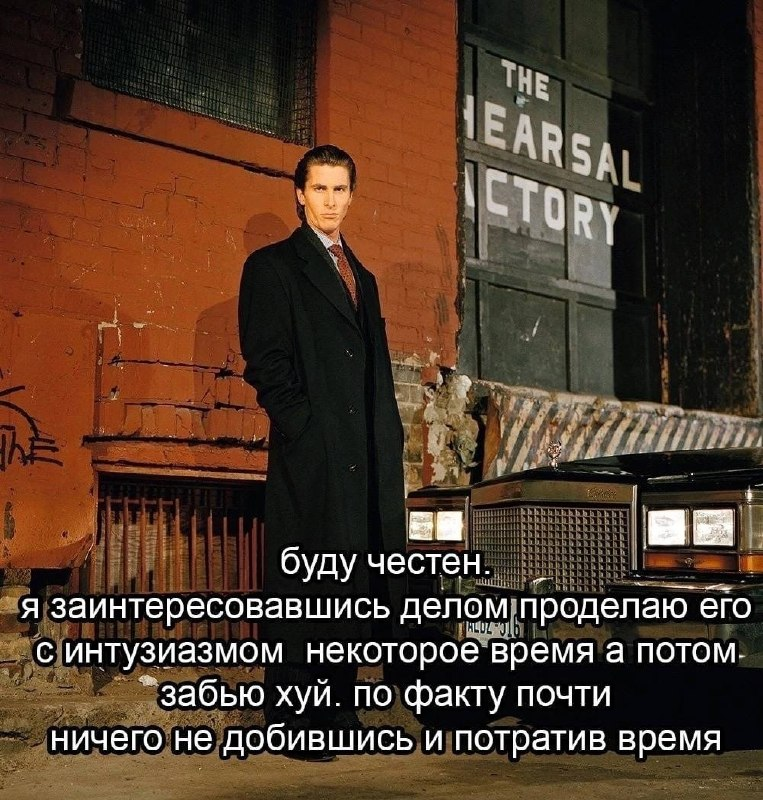 THE
EARSAL
CTORY
буду честен.
я заинтересовавшись делом проделаю его
с интузиазмом некоторое время а потом
забью хуй. по факту почти
ничего не добившись и потратив время